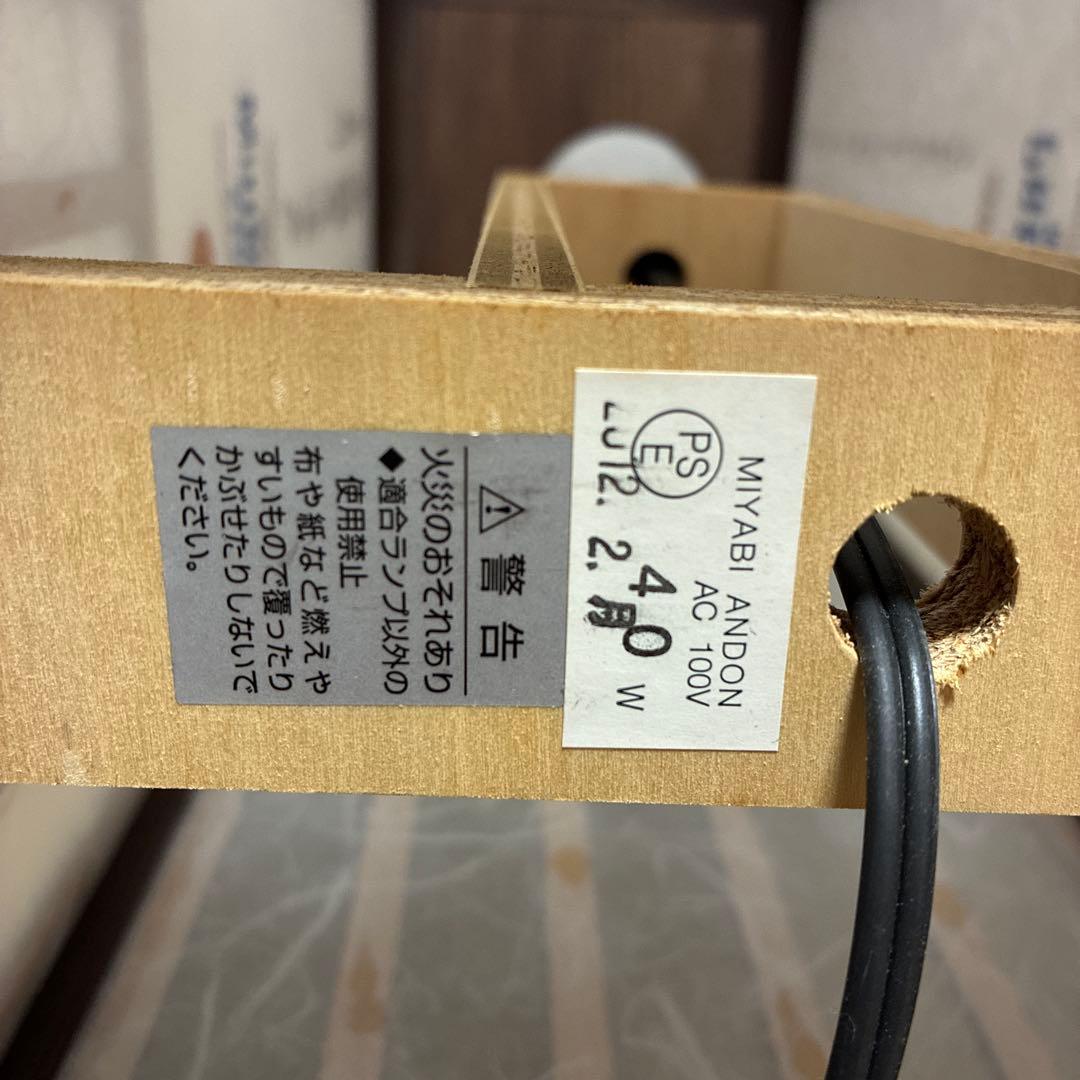 MIYABI ANDON
AC 100V
PS
E
40 W
2012. 2.月
警告
火災のおそれあり
◆適合ランプ以外の
使用禁止
布や紙など燃えや
すいもので覆ったり
かぶせたりしないで
ください。